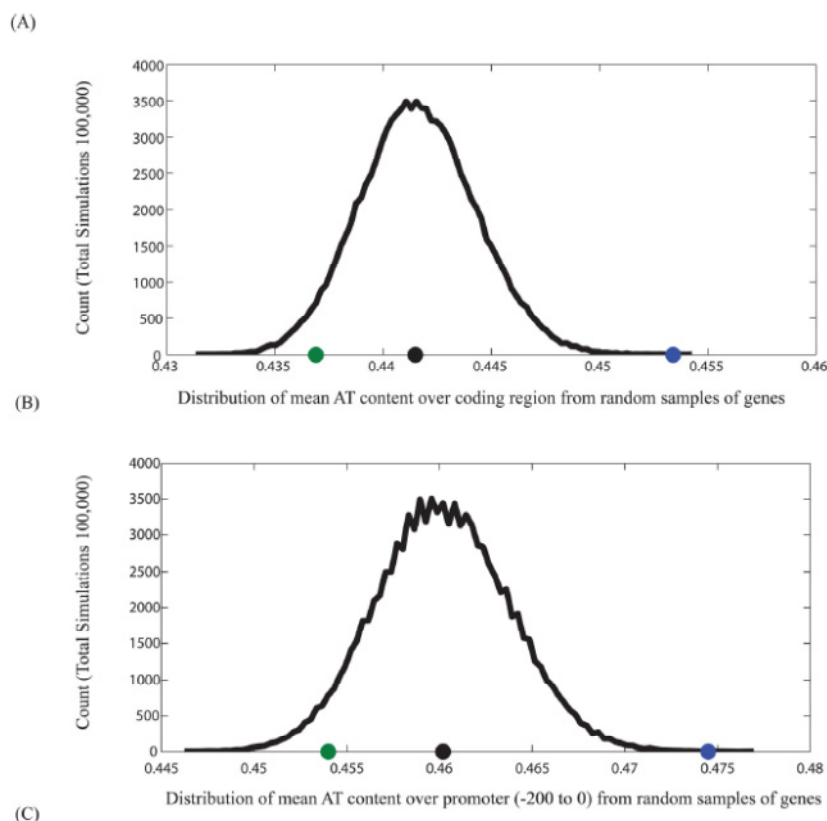 (A)
4000
3500
3000
2500
2000
1500
1000
500
0
Count (Total Simulations 100,000)
0.43 0.435 0.44 0.445 0.45 0.455 0.46
Distribution of mean AT content over coding region from random samples of genes
(B)
4000
3500
3000
2500
2000
1500
1000
500
0
Count (Total Simulations 100,000)
0.445 0.45 0.455 0.46 0.465 0.47 0.475 0.48
Distribution of mean AT content over promoter (-200 to 0) from random samples of genes
(C)